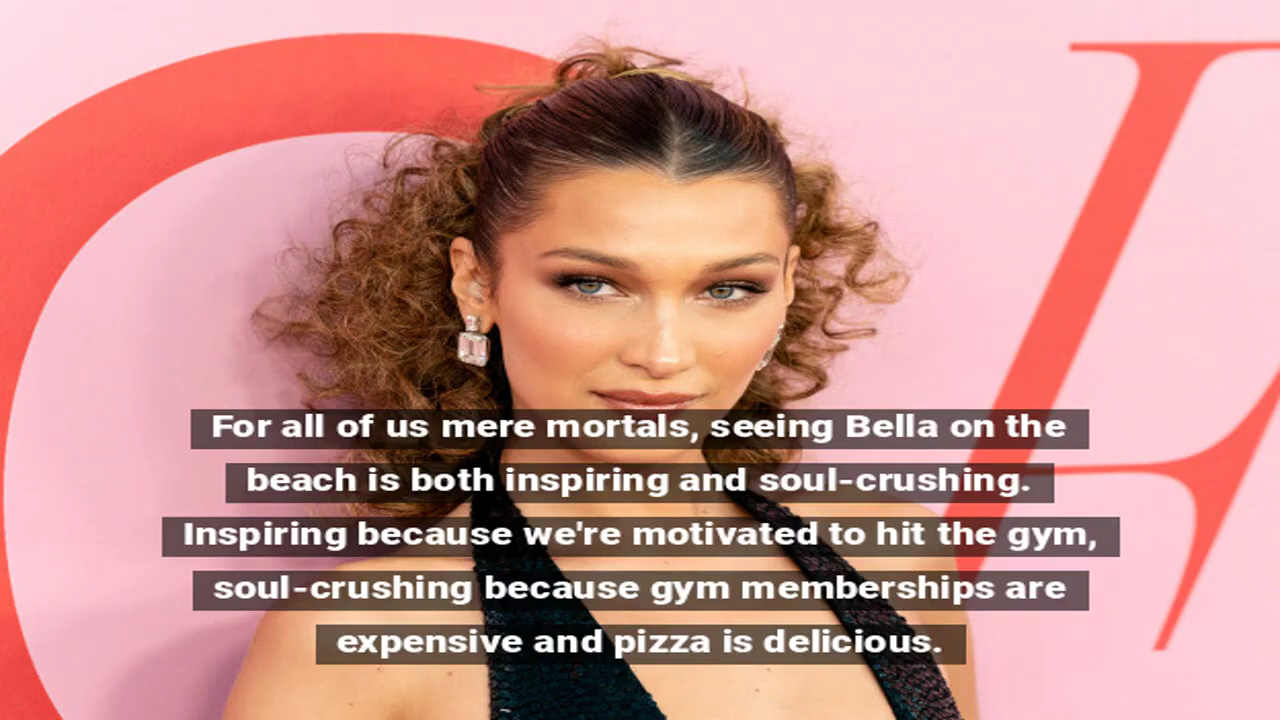 For all of us mere mortals, seeing Bella on the
beach is both inspiring and soul-crushing.
Inspiring because we're motivated to hit the gym,
soul-crushing because gym memberships are
expensive and pizza is delicious.